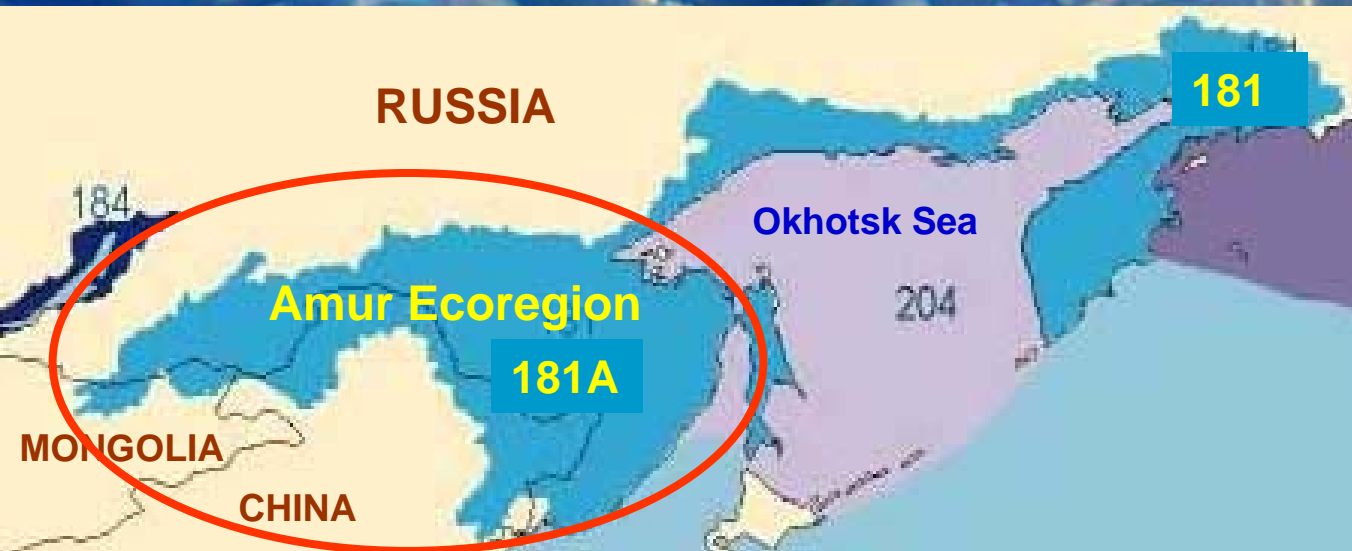 RUSSIA
181
184
Okhotsk Sea
Amur Ecoregion
204
181A
MONGOLIA
CHINA